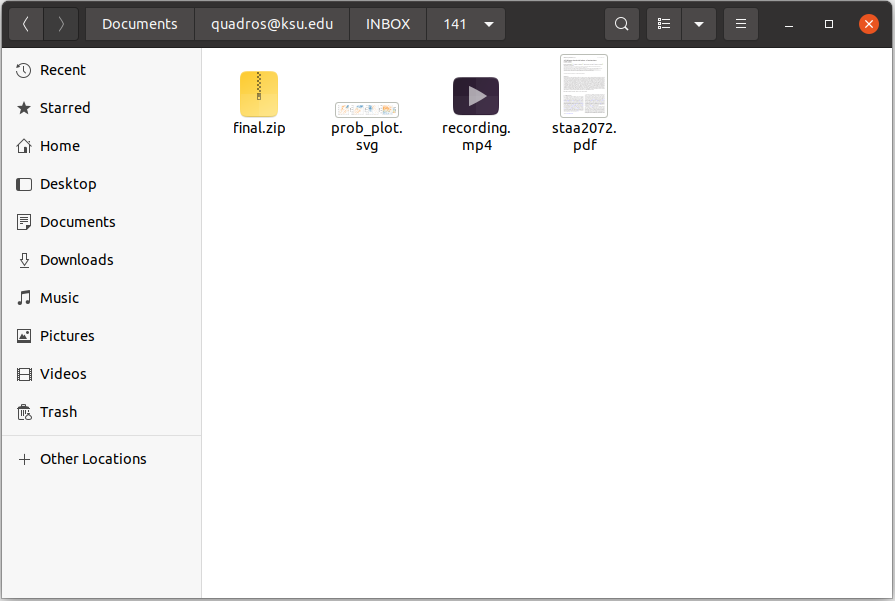 Documents quadros@ksu.edu INBOX 141
Recent
Starred
Home
Desktop
Documents
Downloads
Music
Pictures
Videos
Trash
Other Locations
final.zip
prob_plot.
svg
recording.
mp4
staa2072.
pdf